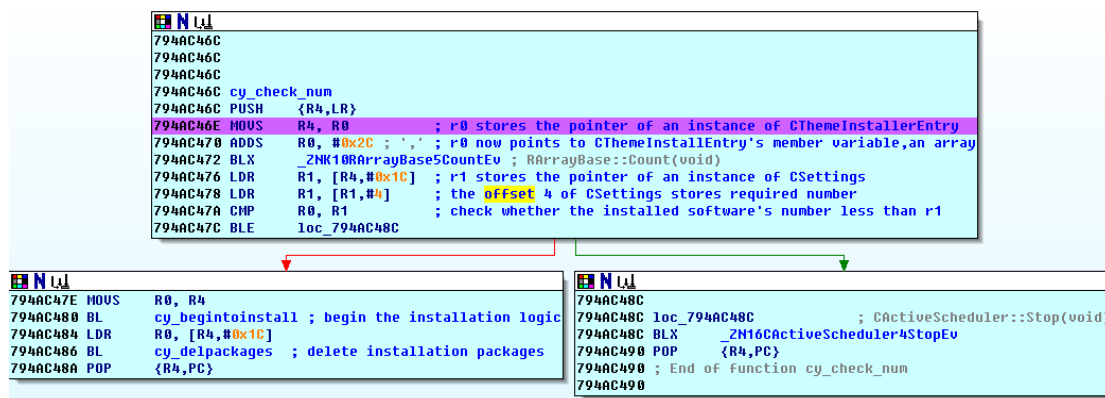 794AC46C
794AC46C
794AC46C
794AC46C cy_check_num
794AC46C PUSH {R4,LR}
794AC46E MOVS R4, R0 ; r0 stores the pointer of an instance of CThemeInstallerEntry
794AC470 ADDS R0, #0x2C ; ',' ; r0 now points to CThemeInstallEntry's member variable,an array
794AC472 BLX _ZNK10RArrayBase5CountEv ; RArrayBase::Count(void)
794AC476 LDR R1, [R4,#0x1C] ; r1 stores the pointer of an instance of CSettings
794AC478 LDR R1, [R1,#4] ; the offset 4 of CSettings stores required number
794AC47A CMP R0, R1 ; check whether the installed software's number less than r1
794AC47C BLE loc_794AC48C
794AC47E MOVS R0, R4
794AC480 BL cy_begintoinstall ; begin the installation logic
794AC484 LDR R0, [R4,#0x1C]
794AC486 BL cy_delpackages ; delete installation packages
794AC48A POP {R4,PC}
794AC48C
794AC48C loc_794AC48C ; CActiveScheduler::Stop(void)
794AC48C BLX _ZN16CActiveScheduler4StopEv
794AC490 POP {R4,PC}
794AC490 ; End of function cy_check_num
794AC490